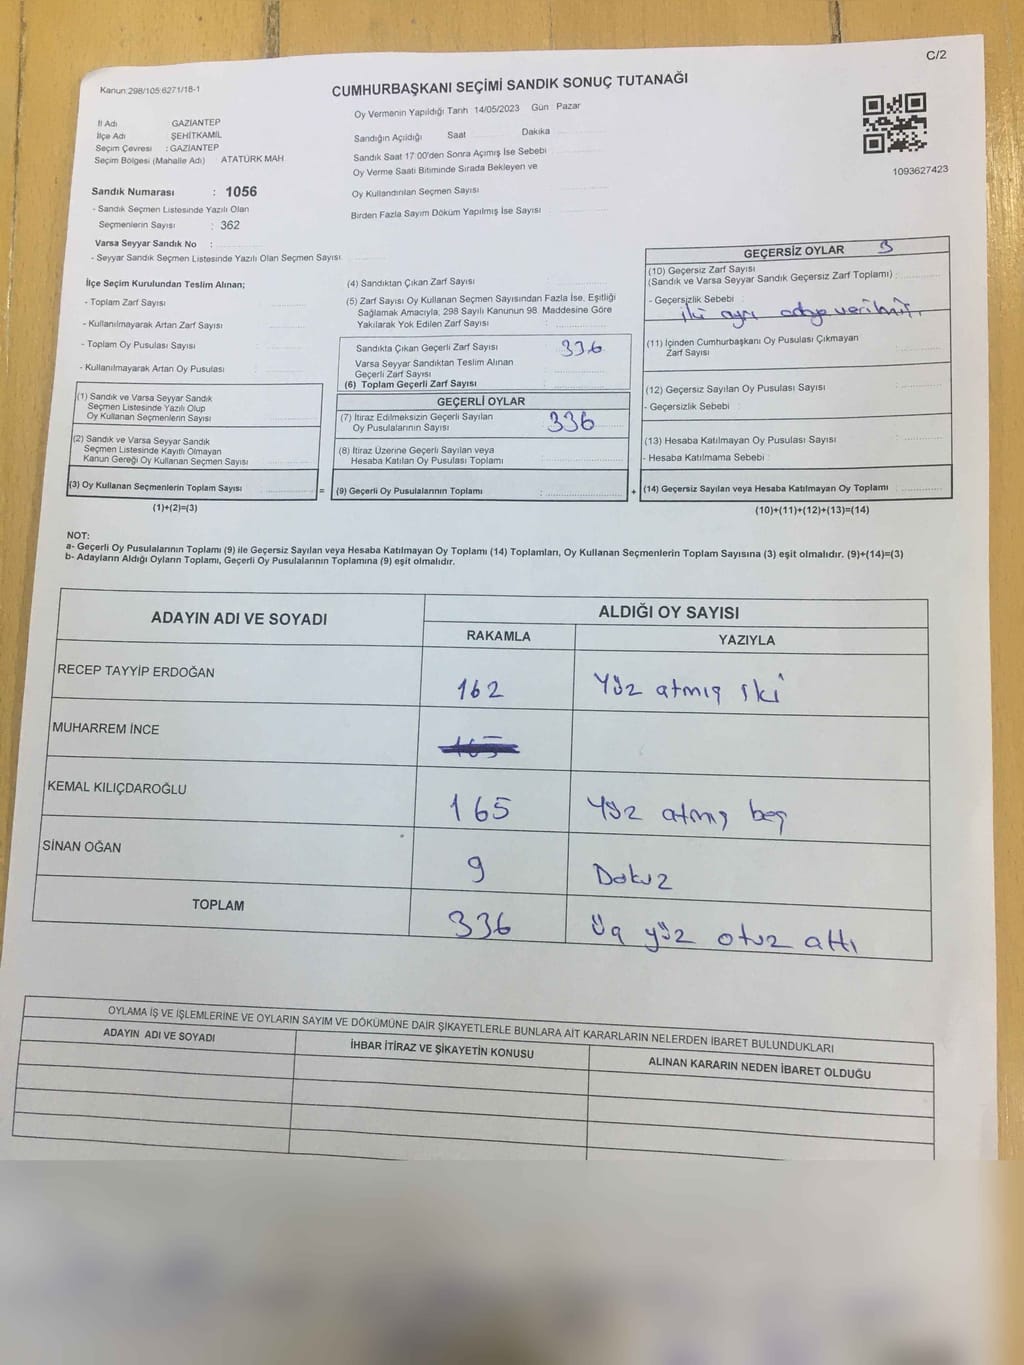 C/2
Kanun:298/105:6271/18-1
CUMHURBAŞKANI SEÇİMİ SANDIK SONUÇ TUTANAĞI
Oy Vermenin Yapıldığı Tarih 14/05/2023 Gün Pazar
İl Adı GAZİANTEP
İlçe Adı ŞEHİTKAMİL
Seçim Çevresi : GAZİANTEP
Seçim Bölgesi (Mahalle Adı) ATATÜRK MAH
Sandık Numarası : 1056
- Sandık Seçmen Listesinde Yazılı Olan
Seçmenlerin Sayısı : 362
Varsa Seyyar Sandık No :
- Seyyar Sandık Seçmen Listesinde Yazılı Olan Seçmen Sayısı
Sandığın Açıldığı Saat Dakika
Sandık Saat 17:00'den Sonra Açımış İse Sebebi
Oy Verme Saati Bitiminde Sırada Bekleyen ve
Oy Kullandırılan Seçmen Sayısı
Birden Fazla Sayım Döküm Yapılmış İse Sayısı
1093627423
İlçe Seçim Kurulundan Teslim Alınan;
- Toplam Zarf Sayısı
- Kullanılmayarak Artan Zarf Sayısı
- Toplam Oy Pusulası Sayısı
- Kullanılmayarak Artan Oy Pusulası
(1) Sandık ve Varsa Seyyar Sandık
Seçmen Listesinde Yazılı Olup
Oy Kullanan Seçmenlerin Sayısı
(2) Sandık ve Varsa Seyyar Sandık
Seçmen Listesinde Kayıtlı Olmayan
Kanun Gereği Oy Kullanan Seçmen Sayısı
(3) Oy Kullanan Seçmenlerin Toplam Sayısı
(1)+(2)=(3)
=
(4) Sandıktan Çıkan Zarf Sayısı
(5) Zarf Sayısı Oy Kullanan Seçmen Sayısından Fazla İse, Eşitliği
Sağlamak Amacıyla, 298 Sayılı Kanunun 98. Maddesine Göre
Yakılarak Yok Edilen Zarf Sayısı
Sandıkta Çıkan Geçerli Zarf Sayısı 336
Varsa Seyyar Sandıktan Teslim Alınan
Geçerli Zarf Sayısı
(6) Toplam Geçerli Zarf Sayısı
GEÇERLİ OYLAR
(7) İtiraz Edilmeksizin Geçerli Sayılan
Oy Pusulalarının Sayısı 336
(8) İtiraz Üzerine Geçerli Sayılan veya
Hesaba Katılan Oy Pusulası Toplamı
(9) Geçerli Oy Pusulalarının Toplamı :
+
GEÇERSİZ OYLAR 3
(10) Geçersiz Zarf Sayısı
(Sandık ve Varsa Seyyar Sandık Geçersiz Zarf Toplamı) :
- Geçersizlik Sebebi
iki ayrı adaya verilmiş.
(11) İçinden Cumhurbaşkanı Oy Pusulası Çıkmayan
Zarf Sayısı
(12) Geçersiz Sayılan Oy Pusulası Sayısı
- Geçersizlik Sebebi
(13) Hesaba Katılmayan Oy Pusulası Sayısı
- Hesaba Katılmama Sebebi
(14) Geçersiz Sayılan veya Hesaba Katılmayan Oy Toplamı :
(10)+(11)+(12)+(13)=(14)
NOT:
a- Geçerli Oy Pusulalarının Toplamı (9) ile Geçersiz Sayılan veya Hesaba Katılmayan Oy Toplamı (14) Toplamları, Oy Kullanan Seçmenlerin Toplam Sayısına (3) eşit olmalıdır. (9)+(14)=(3)
b- Adayların Aldığı Oyların Toplamı, Geçerli Oy Pusulalarının Toplamına (9) eşit olmalıdır.
ADAYIN ADI VE SOYADI ALDIĞI OY SAYISI
RAKAMLA YAZIYLA
RECEP TAYYİP ERDOĞAN 162 Yüz atmış iki
MUHARREM İNCE 165
KEMAL KILIÇDAROĞLU 165 Yüz atmış beş
SİNAN OĞAN 9 Dokuz
TOPLAM 336 Üç yüz otuz altı
OYLAMA İŞ VE İŞLEMLERİNE VE OYLARIN SAYIM VE DÖKÜMÜNE DAİR ŞİKAYETLERLE BUNLARA AİT KARARLARIN NELERDEN İBARET BULUNDUKLARI
ADAYIN ADI VE SOYADI İHBAR İTİRAZ VE ŞİKAYETİN KONUSU ALINAN KARARIN NEDEN İBARET OLDUĞU